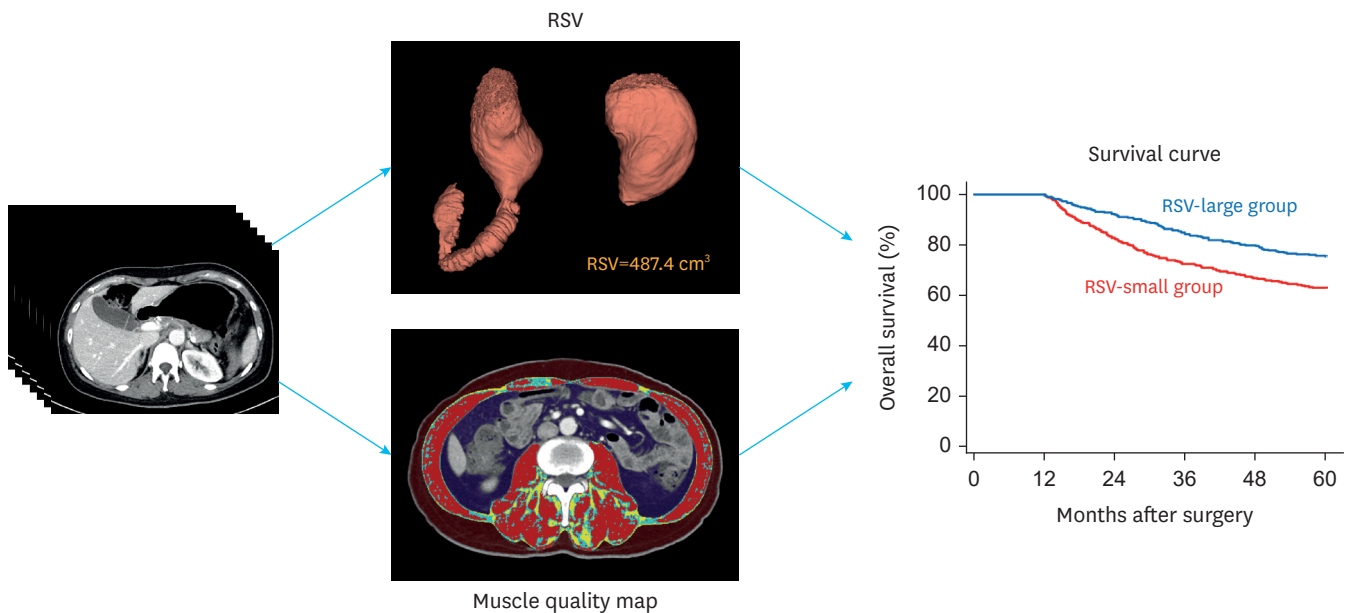 RSV
RSV=487.4 cm³
Muscle quality map
Survival curve
Overall survival (%)
100
80
60
40
20
0
RSV-large group
RSV-small group
0 12 24 36 48 60
Months after surgery